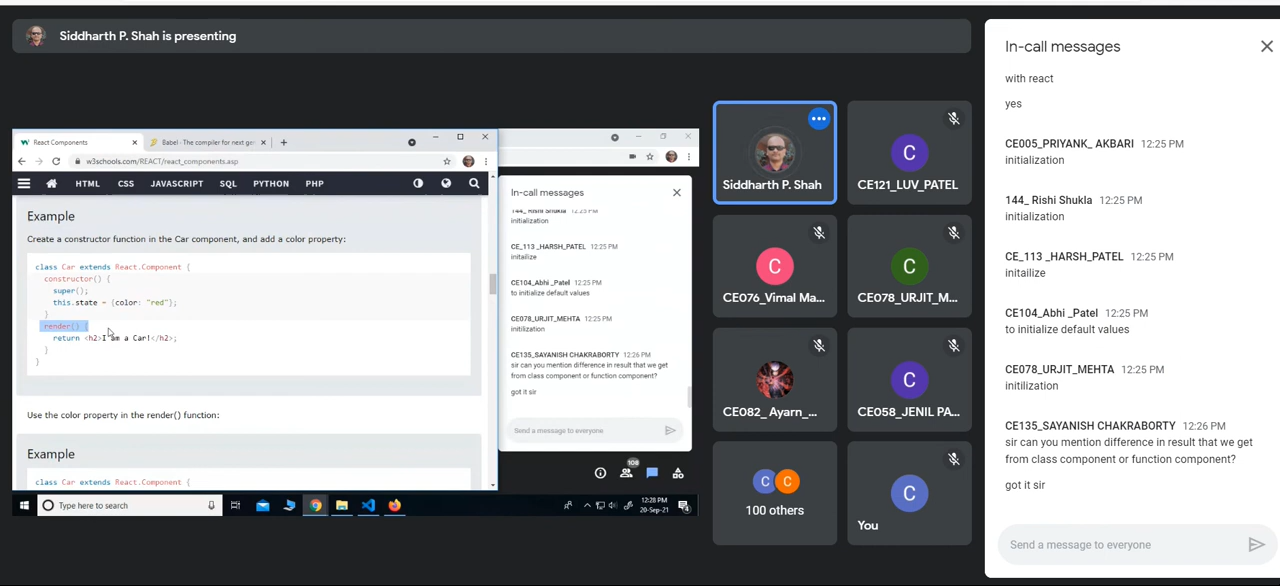 Siddharth P. Shah is presenting
React Components
Babel · The compiler for next ge
w3schools.com/REACT/react_components.asp
HTML CSS JAVASCRIPT SQL PYTHON PHP
Example
Create a constructor function in the Car component, and add a color property:
class Car extends React.Component {
constructor() {
super();
this.state = {color: "red"};
}
render() {
return <h2>I am a Car!</h2>;
}
}
Use the color property in the render() function:
Example
class Car extends React.Component {
In-call messages
144_ Rishi Shukla 12:25 PM
initialization
CE_113 _HARSH_PATEL 12:25 PM
initailize
CE104_Abhi _Patel 12:25 PM
to initialize default values
CE078_URJIT_MEHTA 12:25 PM
initilization
CE135_SAYANISH CHAKRABORTY 12:26 PM
sir can you mention difference in result that we get
from class component or function component?
got it sir
Send a message to everyone
108
Type here to search
12:28 PM
20-Sep-21
Siddharth P. Shah
C
CE121_LUV_PATEL
C
CE076_Vimal Ma...
C
CE078_URJIT_M...
CE082_ Ayarn_...
C
CE058_JENIL PA...
C C
100 others
C
You
In-call messages
with react
yes
CE005_PRIYANK_ AKBARI 12:25 PM
initialization
144_ Rishi Shukla 12:25 PM
initialization
CE_113 _HARSH_PATEL 12:25 PM
initailize
CE104_Abhi _Patel 12:25 PM
to initialize default values
CE078_URJIT_MEHTA 12:25 PM
initilization
CE135_SAYANISH CHAKRABORTY 12:26 PM
sir can you mention difference in result that we get
from class component or function component?
got it sir
Send a message to everyone